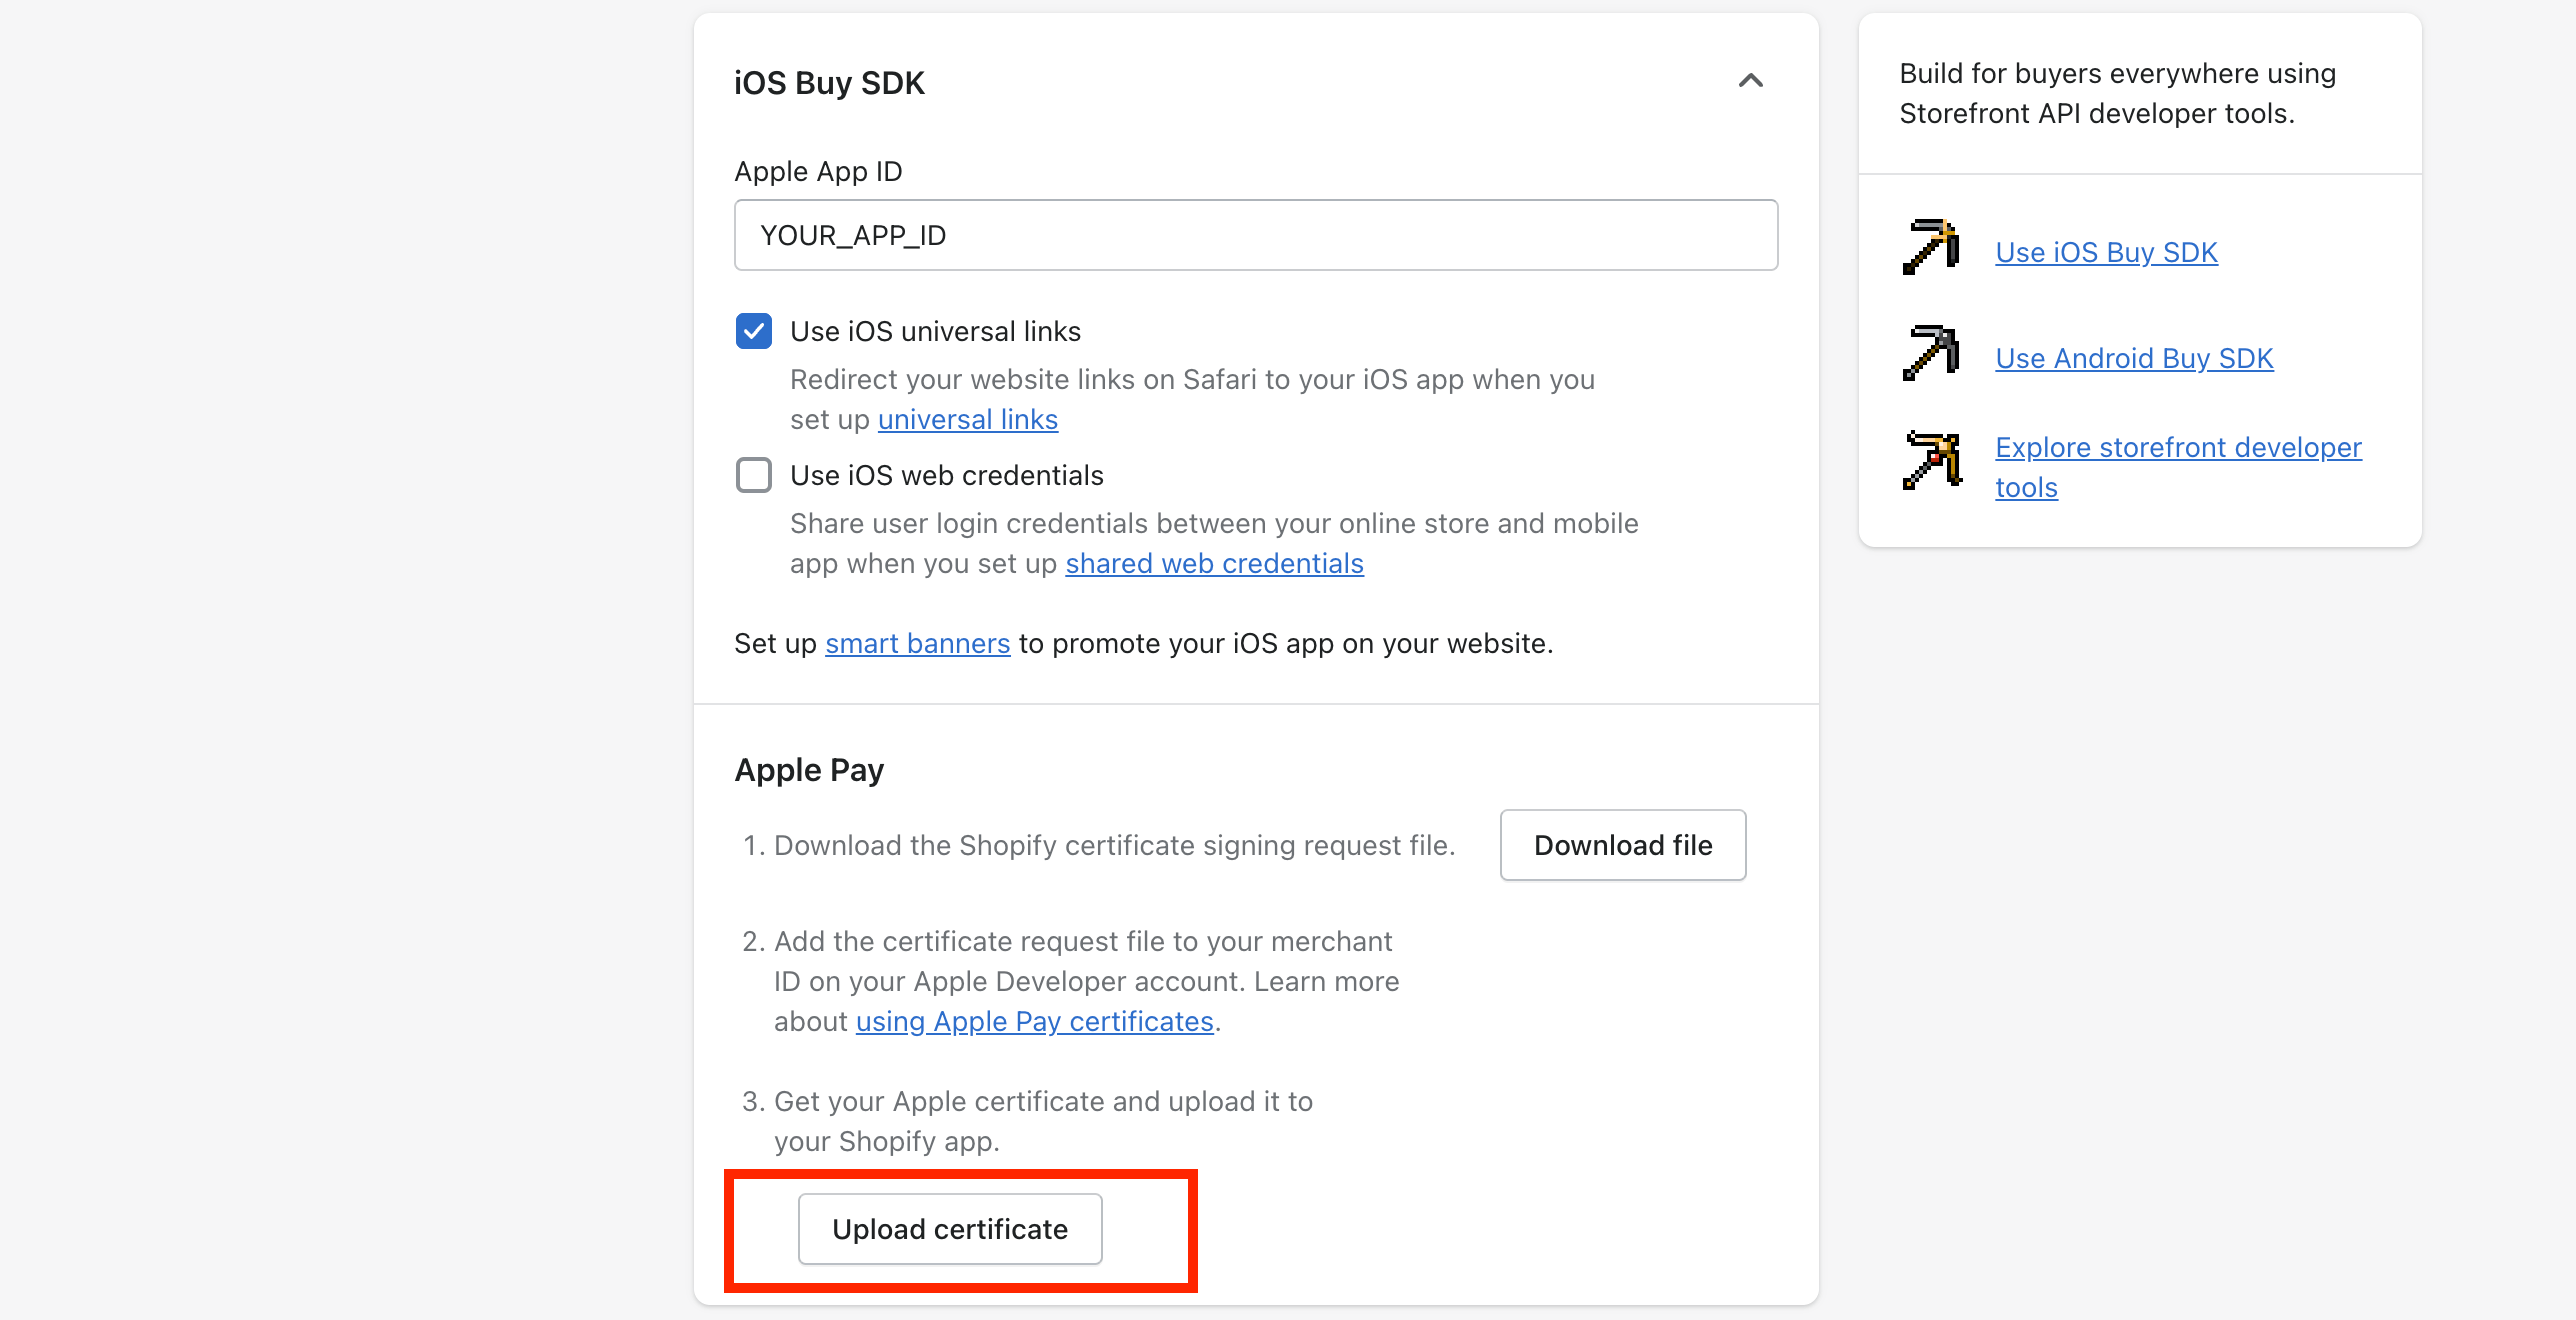 iOS Buy SDK
Apple App ID
YOUR_APP_ID
Use iOS universal links
Redirect your website links on Safari to your iOS app when you
set up universal links
Use iOS web credentials
Share user login credentials between your online store and mobile
app when you set up shared web credentials
Set up smart banners to promote your iOS app on your website.
Apple Pay
1. Download the Shopify certificate signing request file.
Download file
2. Add the certificate request file to your merchant
ID on your Apple Developer account. Learn more
about using Apple Pay certificates.
3. Get your Apple certificate and upload it to
your Shopify app.
Upload certificate
Build for buyers everywhere using
Storefront API developer tools.
Use iOS Buy SDK
Use Android Buy SDK
Explore storefront developer
tools